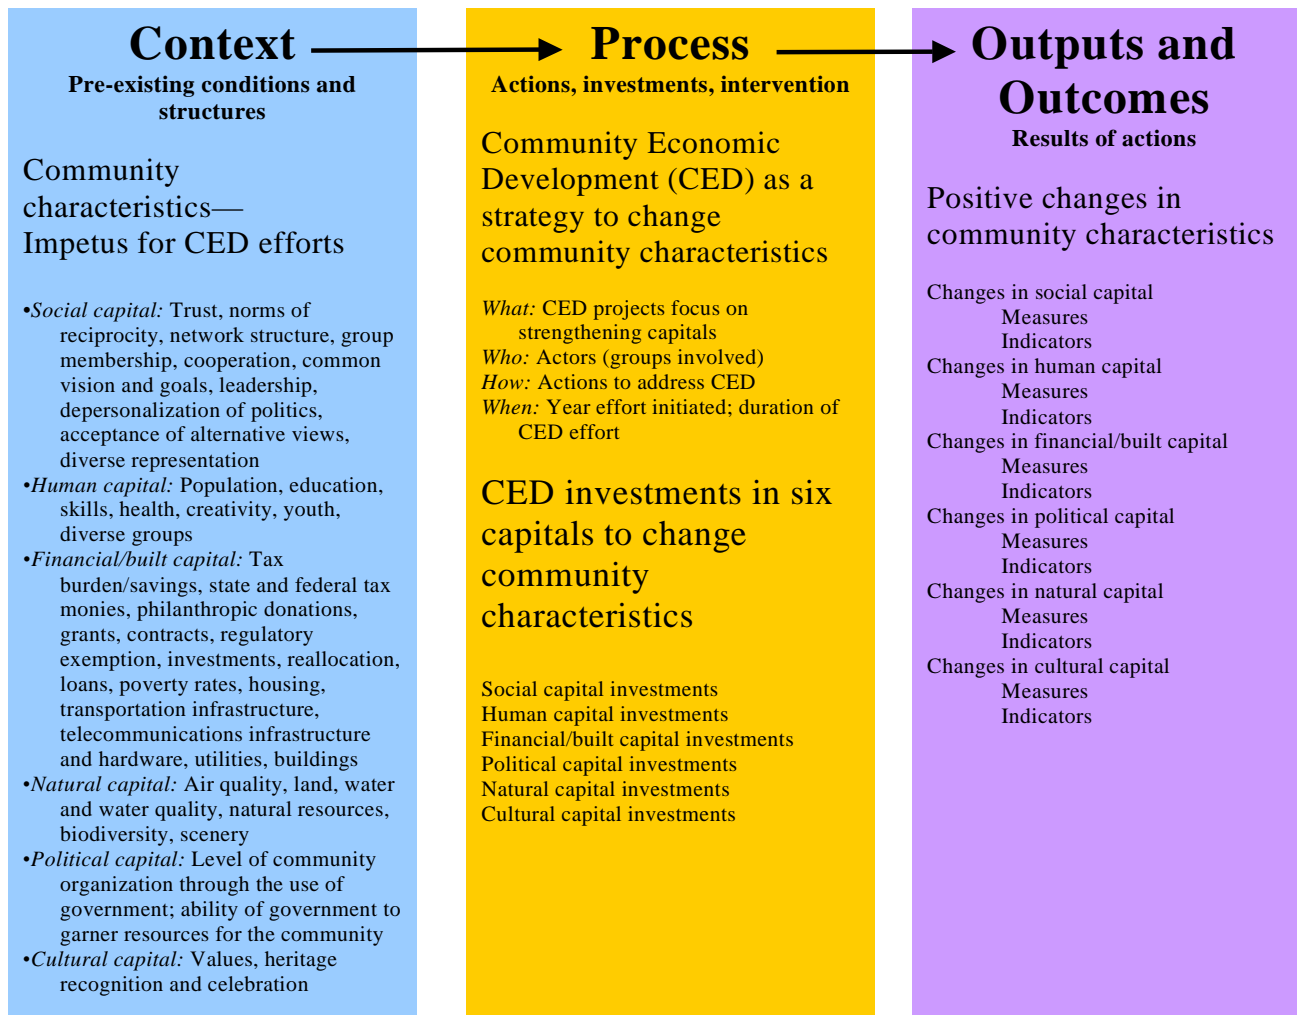 Context
Pre-existing conditions and
structures
Community
characteristics—
Impetus for CED efforts
•Social capital: Trust, norms of
reciprocity, network structure, group
membership, cooperation, common
vision and goals, leadership,
depersonalization of politics,
acceptance of alternative views,
diverse representation
•Human capital: Population, education,
skills, health, creativity, youth,
diverse groups
•Financial/built capital: Tax
burden/savings, state and federal tax
monies, philanthropic donations,
grants, contracts, regulatory
exemption, investments, reallocation,
loans, poverty rates, housing,
transportation infrastructure,
telecommunications infrastructure
and hardware, utilities, buildings
•Natural capital: Air quality, land, water
and water quality, natural resources,
biodiversity, scenery
•Political capital: Level of community
organization through the use of
government; ability of government to
garner resources for the community
•Cultural capital: Values, heritage
recognition and celebration
Process
Actions, investments, intervention
Community Economic
Development (CED) as a
strategy to change
community characteristics
What: CED projects focus on
strengthening capitals
Who: Actors (groups involved)
How: Actions to address CED
When: Year effort initiated; duration of
CED effort
CED investments in six
capitals to change
community
characteristics
Social capital investments
Human capital investments
Financial/built capital investments
Political capital investments
Natural capital investments
Cultural capital investments
Outputs and
Outcomes
Results of actions
Positive changes in
community characteristics
Changes in social capital
Measures
Indicators
Changes in human capital
Measures
Indicators
Changes in financial/built capital
Measures
Indicators
Changes in political capital
Measures
Indicators
Changes in natural capital
Measures
Indicators
Changes in cultural capital
Measures
Indicators